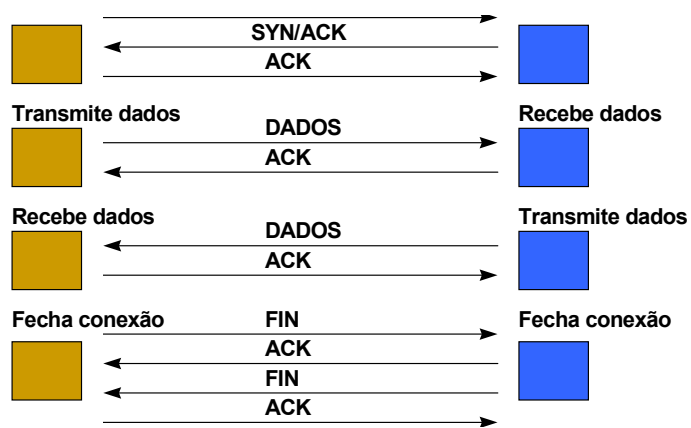 SYN/ACK
ACK
Transmite dados
DADOS
Recebe dados
ACK
Recebe dados
DADOS
Transmite dados
ACK
Fecha conexão
FIN
Fecha conexão
ACK
FIN
ACK